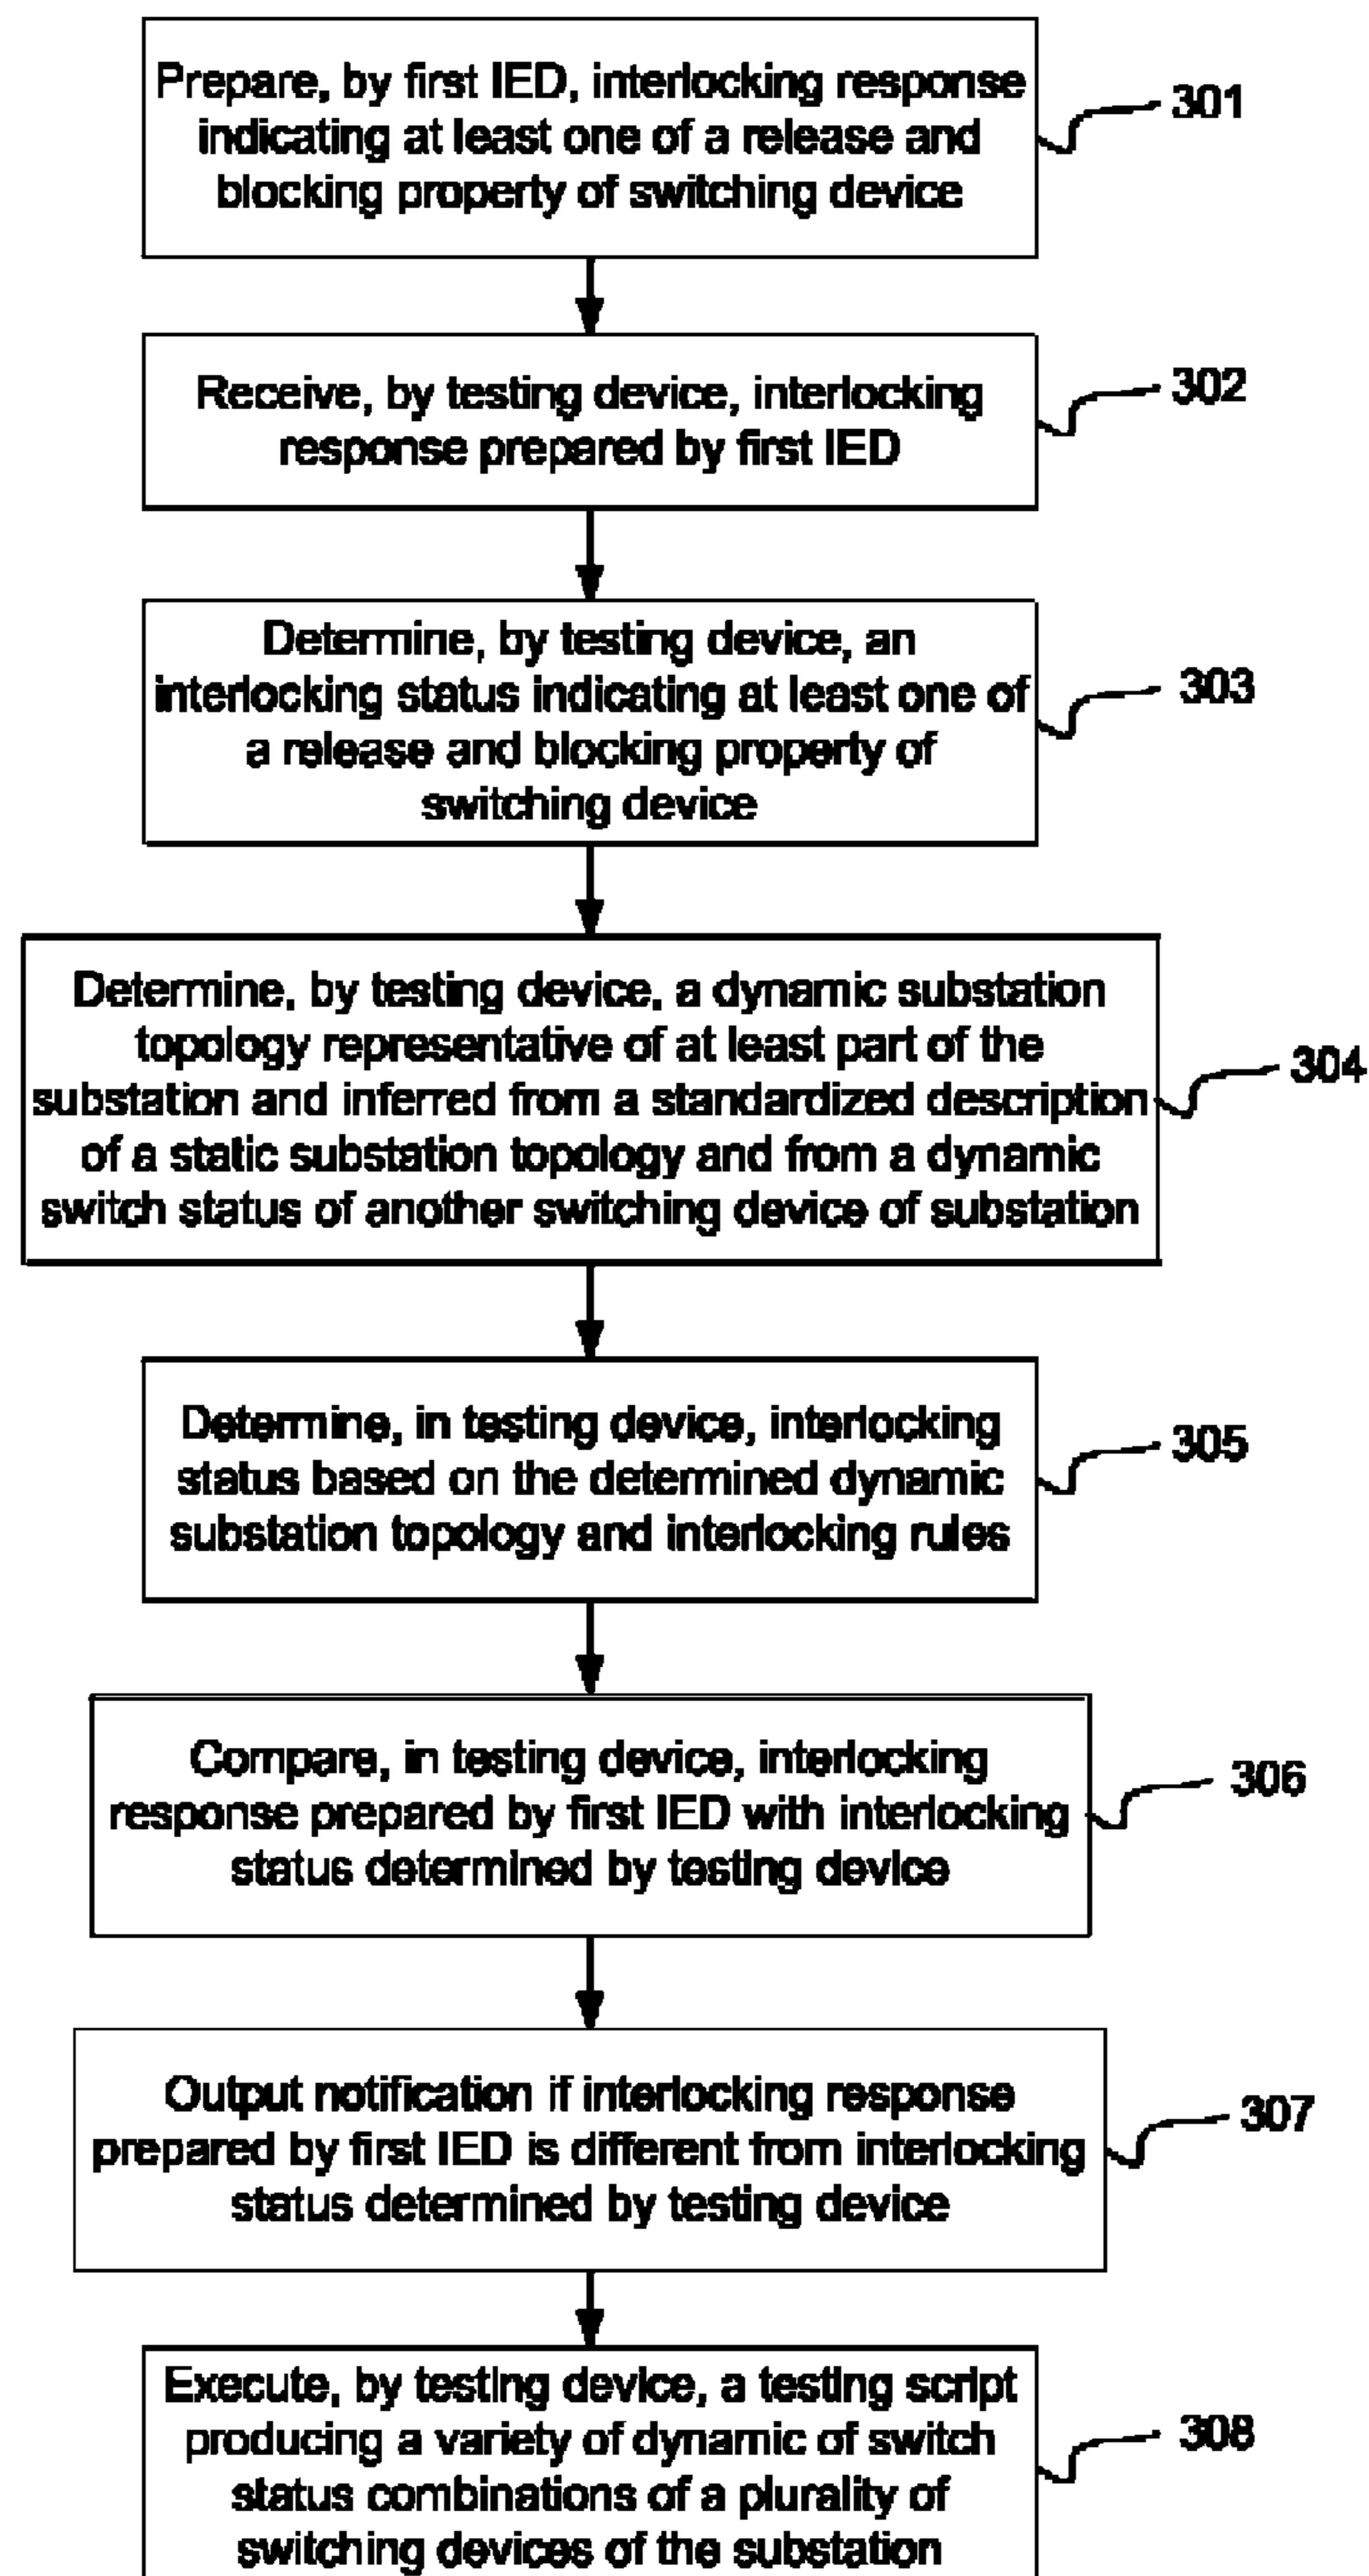 Prepare, by first IED, interlocking response
indicating at least one of a release and
blocking property of switching device
301
Receive, by testing device, interlocking
response prepared by first IED
302
Determine, by testing device, an
interlocking status indicating at least one of
a release and blocking property of
switching device
303
Determine, by testing device, a dynamic substation
topology representative of at least part of the
substation and inferred from a standardized description
of a static substation topology and from a dynamic
switch status of another switching device of substation
304
Determine, in testing device, interlocking
status based on the determined dynamic
substation topology and interlocking rules
305
Compare, in testing device, interlocking
response prepared by first IED with interlocking
status determined by testing device
306
Output notification if interlocking response
prepared by first IED is different from interlocking
status determined by testing device
307
Execute, by testing device, a testing script
producing a variety of dynamic of switch
status combinations of a plurality of
switching devices of the substation
308